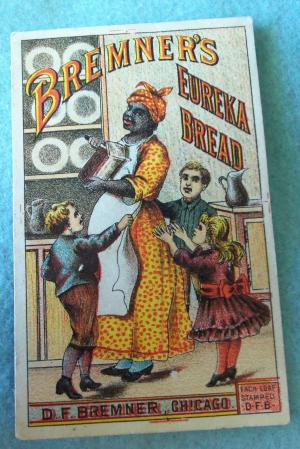 BREMNER'S
EUREKA
BREAD
D.F. BREMNER, CHICAGO.
EACH LOAF
STAMPED
-D.F.B-